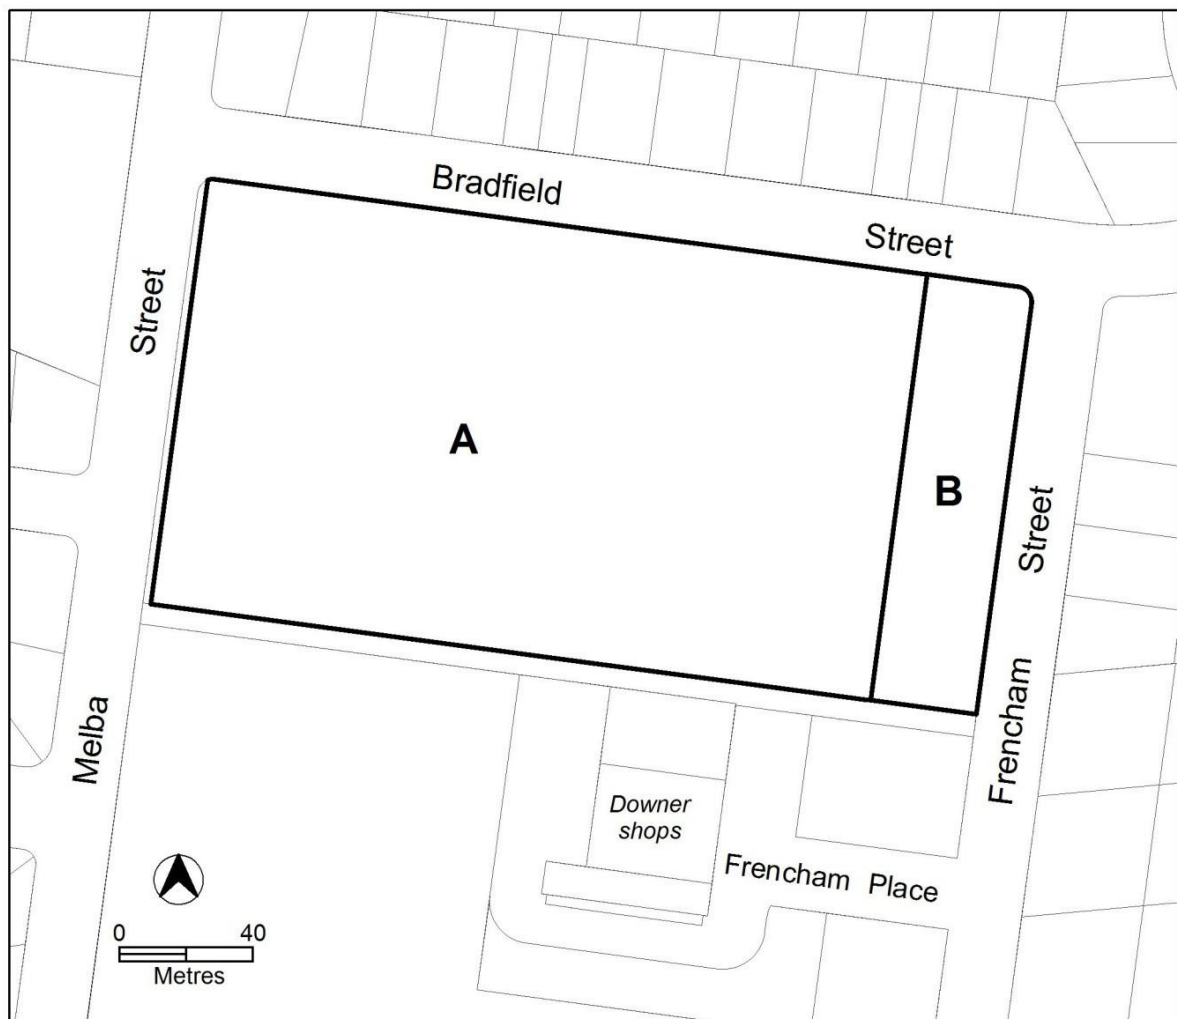 Bradfield
Street
Street
A
B
Street
Melba
Frencham
Downer
shops
Frencham Place
0 40
Metres